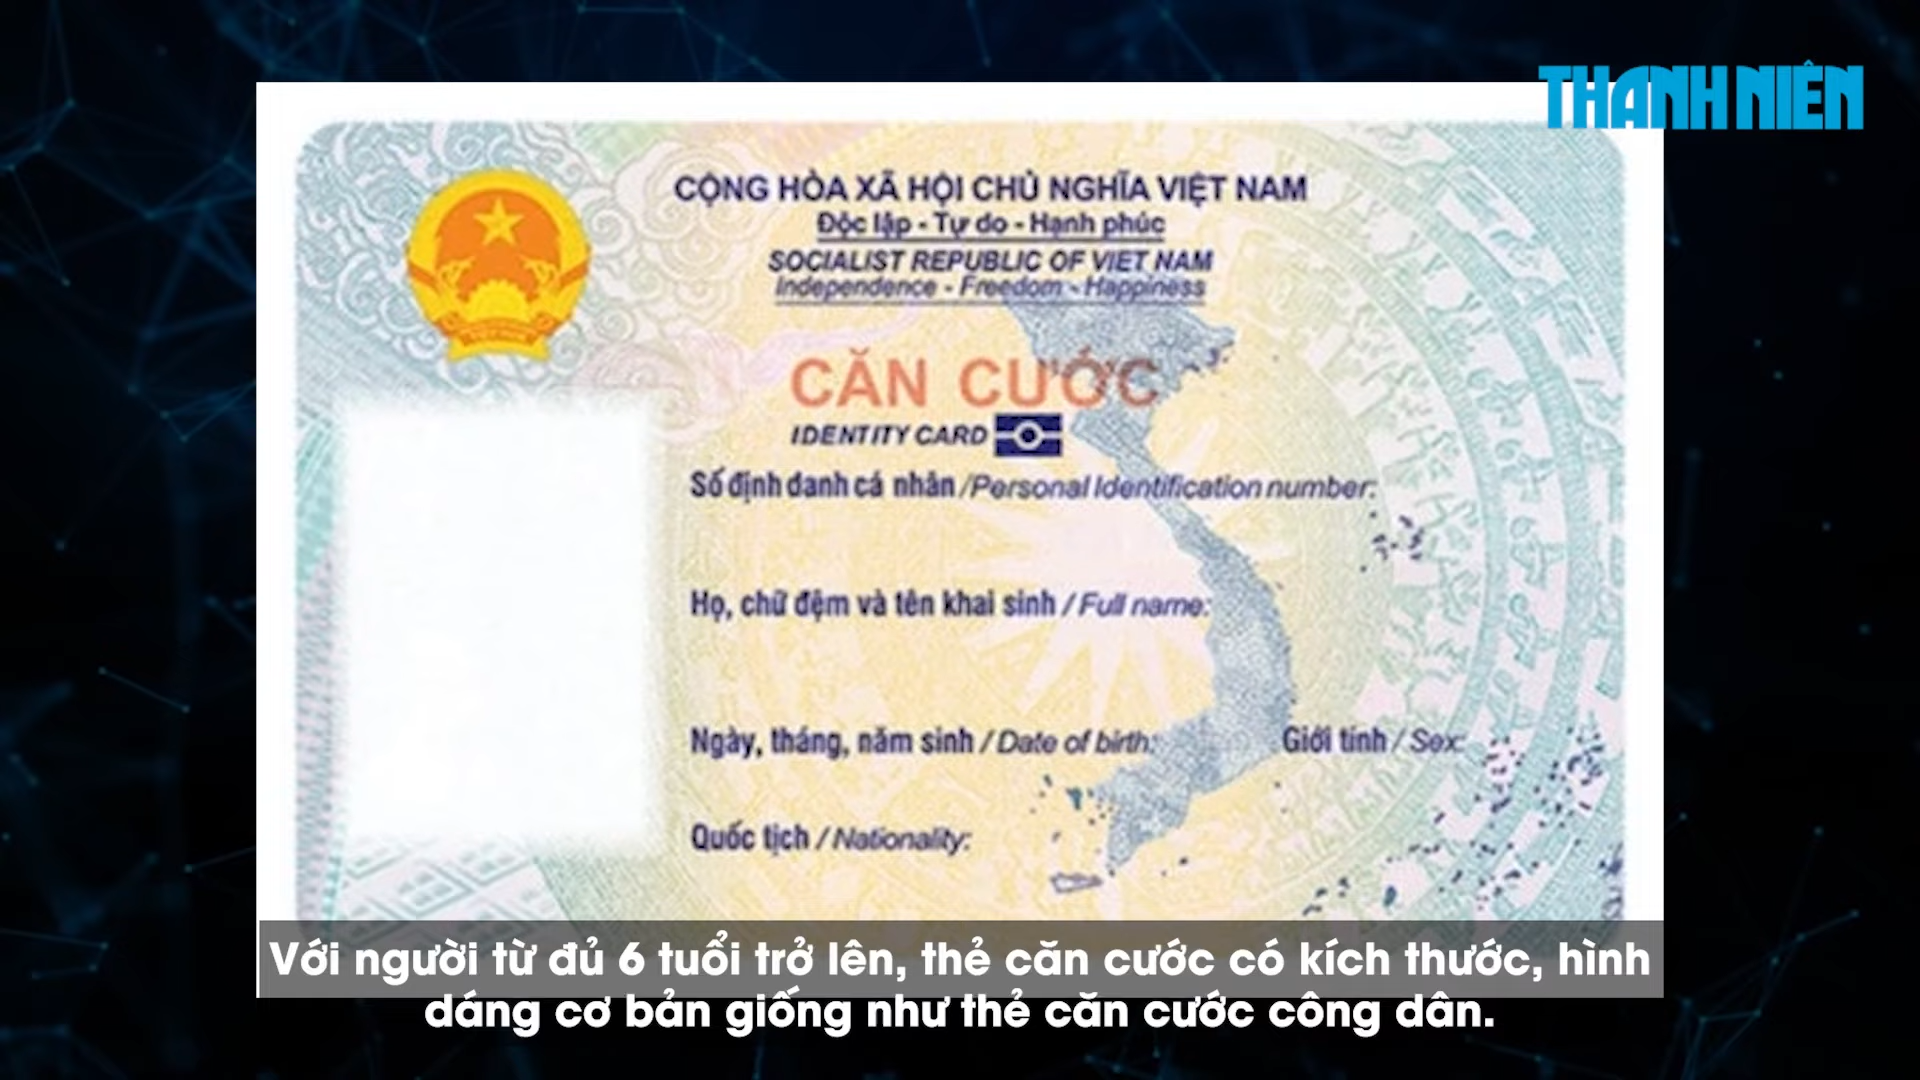 THANH NIÊN
CỘNG HÒA XÃ HỘI CHỦ NGHĨA VIỆT NAM
Độc lập - Tự do - Hạnh phúc
SOCIALIST REPUBLIC OF VIET NAM
Independence - Freedom - Happiness
CĂN CƯỚC
IDENTITY CARD
Số định danh cá nhân /Personal Identification number:
Họ, chữ đệm và tên khai sinh / Full name:
Ngày, tháng, năm sinh / Date of birth:
Giới tính / Sex:
Quốc tịch / Nationality:
Với người từ đủ 6 tuổi trở lên, thẻ căn cước có kích thước, hình
dáng cơ bản giống như thẻ căn cước công dân.